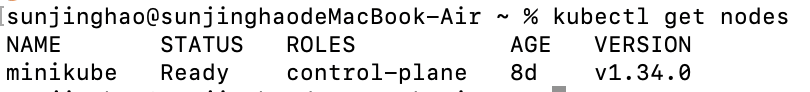 sunjinghao@sunjinghaodeMacBook-Air ~ % kubectl get nodes
NAME       STATUS   ROLES           AGE   VERSION
minikube   Ready    control-plane   8d    v1.34.0